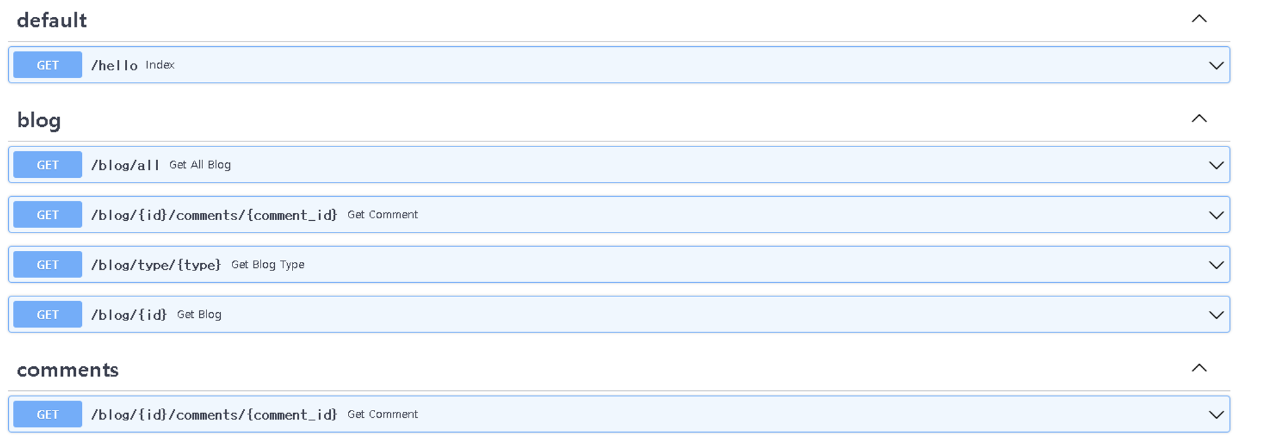 default
GET /hello Index
blog
GET /blog/all Get All Blog
GET /blog/{id}/comments/{comment_id} Get Comment
GET /blog/type/{type} Get Blog Type
GET /blog/{id} Get Blog
comments
GET /blog/{id}/comments/{comment_id} Get Comment